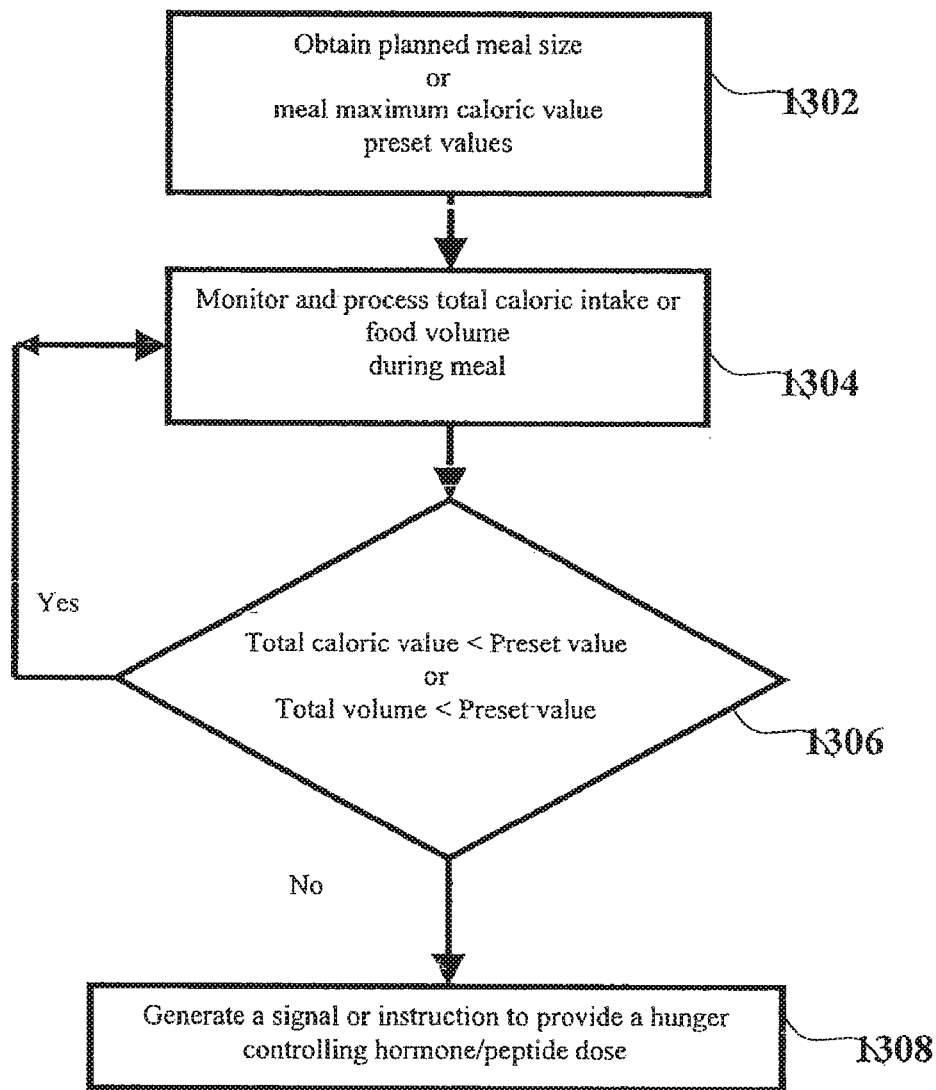 Obtain planned meal size
or
meal maximum caloric value
preset values
1302
Monitor and process total caloric intake or
food volume
during meal
1304
Yes
Total caloric value < Preset value
or
Total volume < Preset value
1306
No
Generate a signal or instruction to provide a hunger
controlling hormone/peptide dose
1308